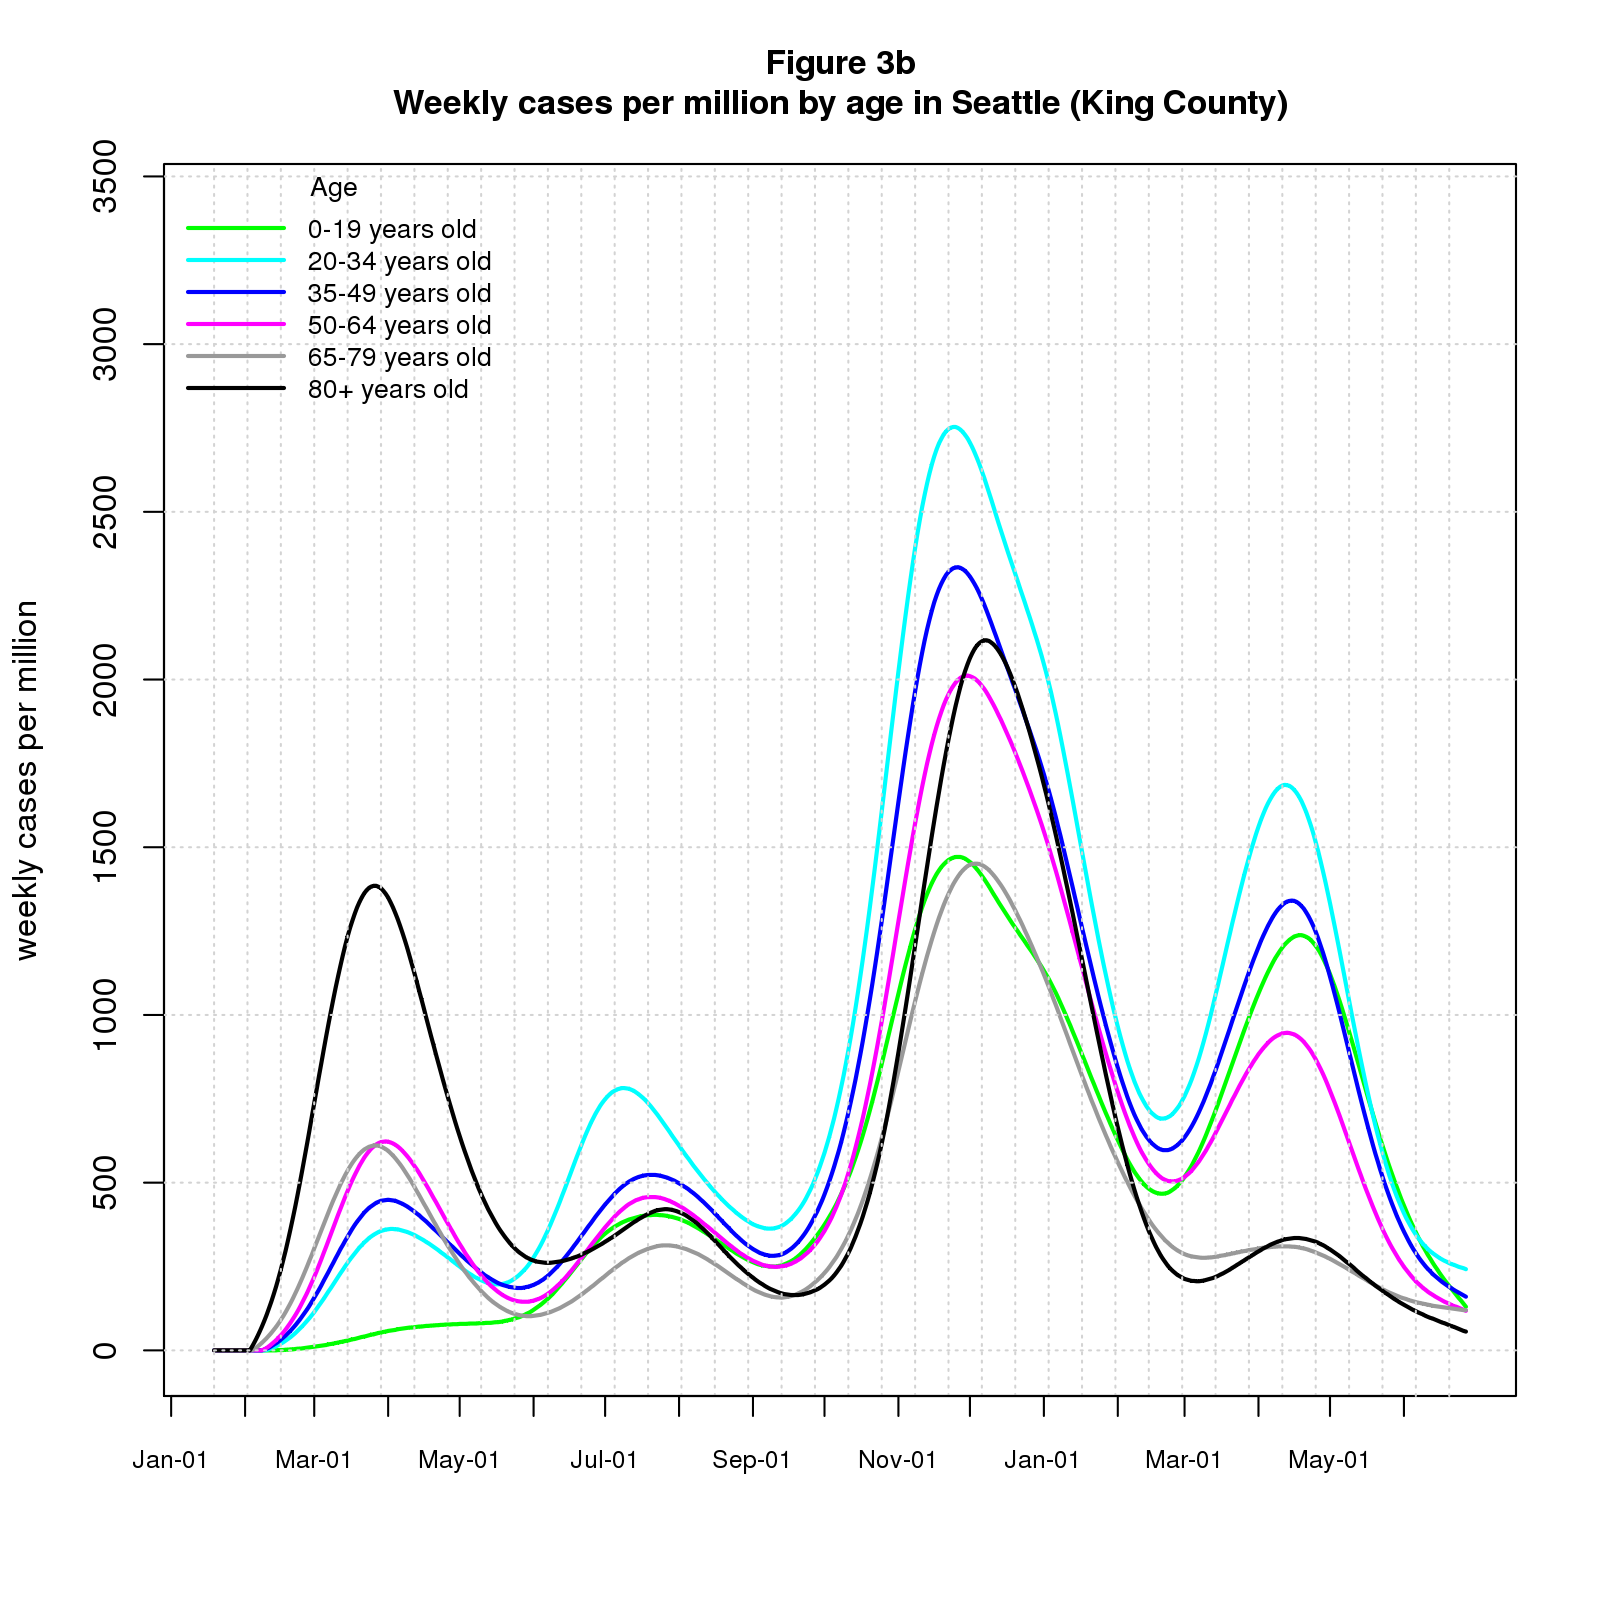 Figure 3b
Weekly cases per million by age in Seattle (King County)
3500
3000
2500
2000
1500
1000
500
0
weekly cases per million
Age
0-19 years old
20-34 years old
35-49 years old
50-64 years old
65-79 years old
80+ years old
Jan-01 Mar-01 May-01 Jul-01 Sep-01 Nov-01 Jan-01 Mar-01 May-01